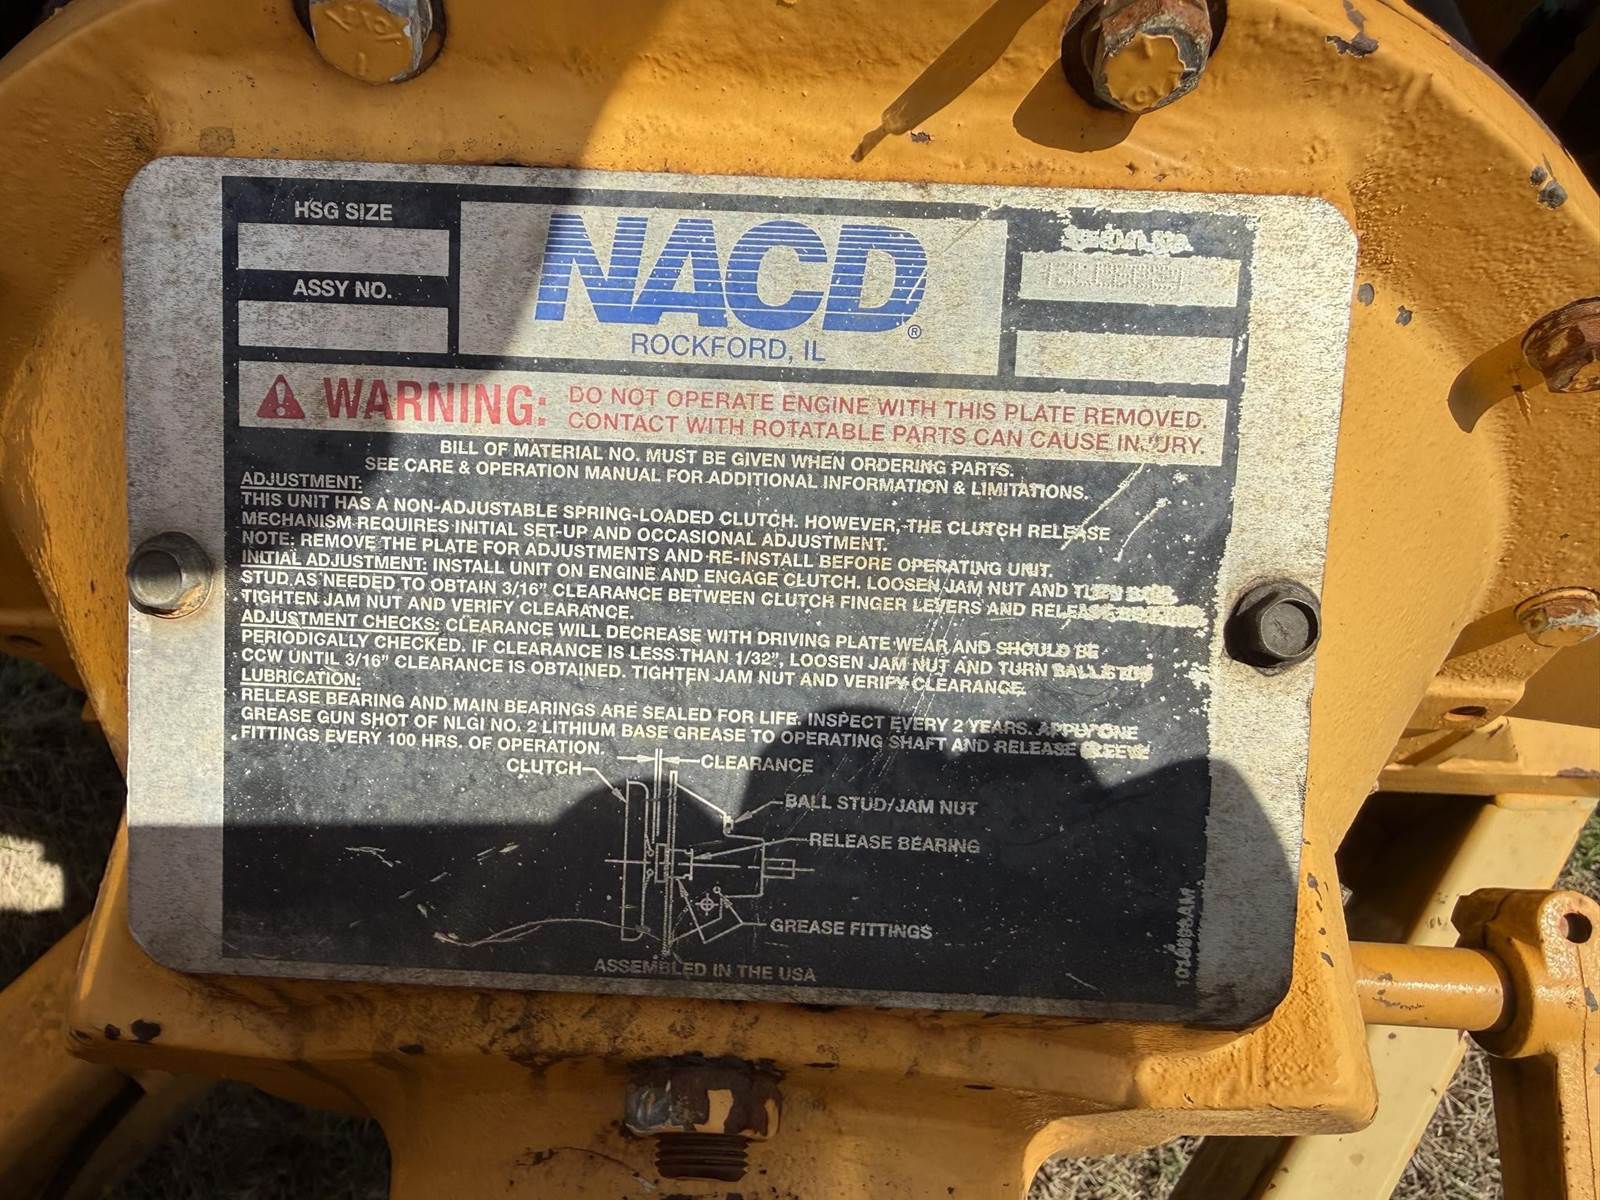 HSG SIZE
ASSY NO.
NACD®
ROCKFORD, IL
WARNING: DO NOT OPERATE ENGINE WITH THIS PLATE REMOVED.
CONTACT WITH ROTATABLE PARTS CAN CAUSE INJURY.
BILL OF MATERIAL NO. MUST BE GIVEN WHEN ORDERING PARTS.
SEE CARE & OPERATION MANUAL FOR ADDITIONAL INFORMATION & LIMITATIONS.
ADJUSTMENT:
THIS UNIT HAS A NON-ADJUSTABLE SPRING-LOADED CLUTCH. HOWEVER, THE CLUTCH RELEASE
MECHANISM REQUIRES INITIAL SET-UP AND OCCASIONAL ADJUSTMENT.
NOTE: REMOVE THE PLATE FOR ADJUSTMENTS AND RE-INSTALL BEFORE OPERATING UNIT.
INITIAL ADJUSTMENT: INSTALL UNIT ON ENGINE AND ENGAGE CLUTCH. LOOSEN JAM NUT AND TURN BALL
STUD AS NEEDED TO OBTAIN 3/16" CLEARANCE BETWEEN CLUTCH FINGER LEVERS AND RELEASE BEARING.
TIGHTEN JAM NUT AND VERIFY CLEARANCE.
ADJUSTMENT CHECKS: CLEARANCE WILL DECREASE WITH DRIVING PLATE WEAR AND SHOULD BE
PERIODIGALLY CHECKED. IF CLEARANCE IS LESS THAN 1/32", LOOSEN JAM NUT AND TURN BALL STUD
CCW UNTIL 3/16" CLEARANCE IS OBTAINED. TIGHTEN JAM NUT AND VERIFY CLEARANCE.
LUBRICATION:
RELEASE BEARING AND MAIN BEARINGS ARE SEALED FOR LIFE. INSPECT EVERY 2 YEARS. APPLY ONE
GREASE GUN SHOT OF NLGI NO. 2 LITHIUM BASE GREASE TO OPERATING SHAFT AND RELEASE SLEEVE
FITTINGS EVERY 100 HRS. OF OPERATION.
CLUTCH
CLEARANCE
BALL STUD/JAM NUT
RELEASE BEARING
GREASE FITTINGS
ASSEMBLED IN THE USA